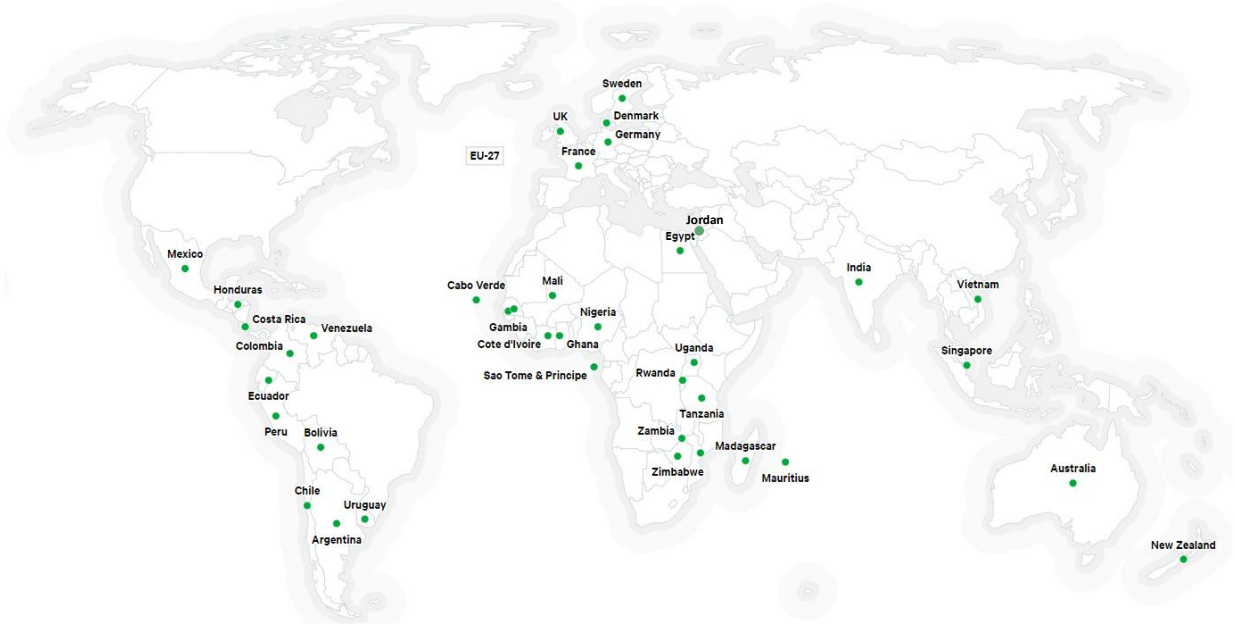 Sweden
UK
Denmark
Germany
EU-27
France
Jordan
Egypt
Mexico
India
Honduras
Cabo Verde
Mali
Vietnam
Costa Rica
Venezuela
Gambia
Nigeria
Colombia
Cote d'Ivoire
Ghana
Uganda
Singapore
Sao Tome & Principe
Rwanda
Ecuador
Tanzania
Peru
Bolivia
Zambia
Madagascar
Zimbabwe
Mauritius
Australia
Chile
Uruguay
Argentina
New Zealand